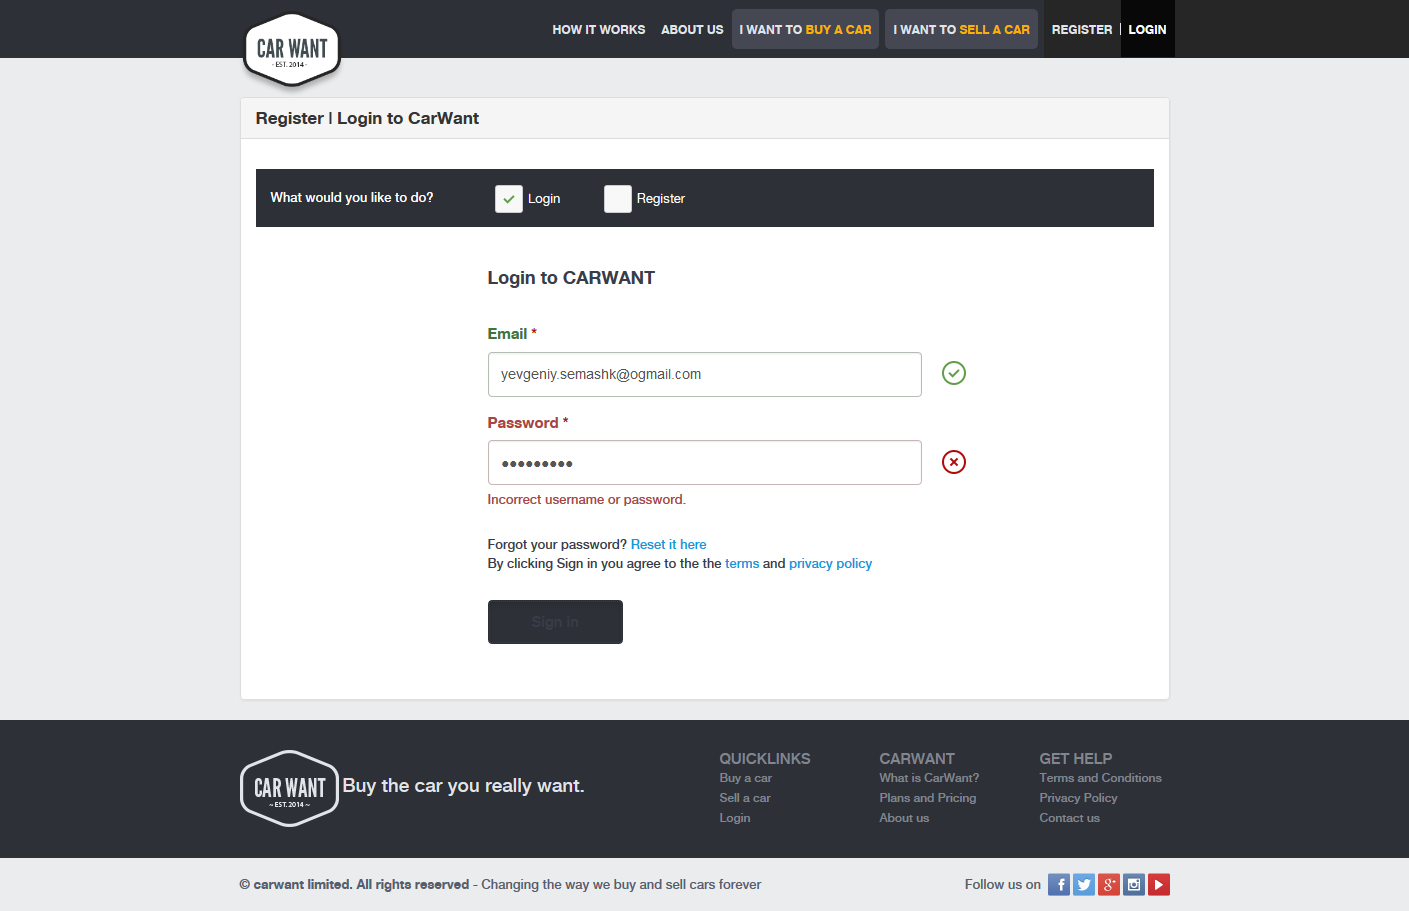 CAR WANT
· EST. 2014 ·
HOW IT WORKS ABOUT US I WANT TO BUY A CAR I WANT TO SELL A CAR REGISTER | LOGIN
Register | Login to CarWant
What would you like to do? Login Register
Login to CARWANT
Email *
yevgeniy.semashk@ogmail.com
Password *
●●●●●●●●●
Incorrect username or password.
Forgot your password? Reset it here
By clicking Sign in you agree to the the terms and privacy policy
Sign in
CAR WANT
~ EST. 2014 ~
Buy the car you really want.
QUICKLINKS
Buy a car
Sell a car
Login
CARWANT
What is CarWant?
Plans and Pricing
About us
GET HELP
Terms and Conditions
Privacy Policy
Contact us
© carwant limited. All rights reserved - Changing the way we buy and sell cars forever
Follow us on